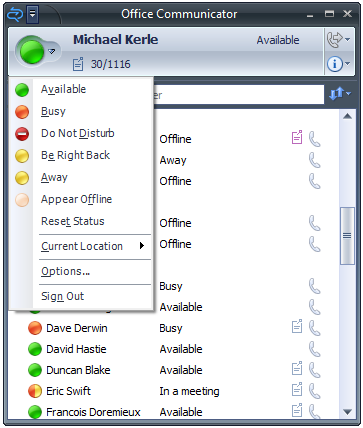 Office Communicator
Michael Kerle Available
30/1116
Available
Busy
Do Not Disturb
Be Right Back
Away
Appear Offline
Reset Status
Current Location
Options...
Sign Out
Offline
Away
Offline
Offline
Offline
Busy
Available
Dave Derwin Busy
David Hastie Available
Duncan Blake Available
Eric Swift In a meeting
Francois Doremieux Available